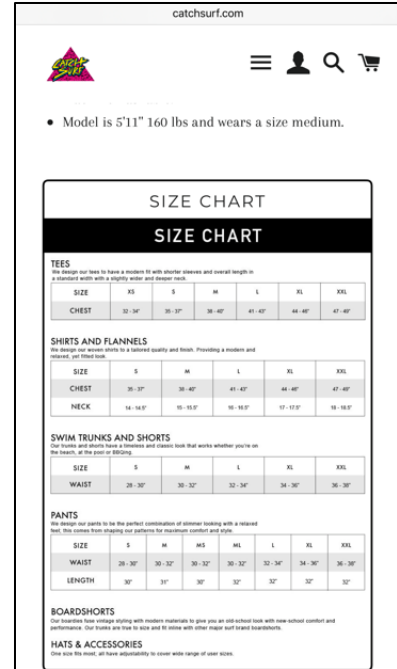 catchsurf.com
CATCH
SURF
• Model is 5'11" 160 lbs and wears a size medium.
SIZE CHART
SIZE CHART
TEES
We design our tees to have a modern fit with shorter sleeves and overall length in
a standard width with a slightly wider and deeper neck.
SIZE XS S M L XL XXL
CHEST 32 - 34" 35 - 37" 38 - 40" 41 - 43" 44 - 46" 47 - 49"
SHIRTS AND FLANNELS
We design our woven shirts to a tailored quality and finish. Providing a modern and
relaxed, yet fitted look.
SIZE S M L XL XXL
CHEST 35 - 37" 38 - 40" 41 - 43" 44 - 46" 47 - 49"
NECK 14 - 14.5" 15 - 15.5" 16 - 16.5" 17 - 17.5" 18 - 18.5"
SWIM TRUNKS AND SHORTS
Our trunks and shorts have a timeless and classic look that works whether you're on
the beach, at the pool or BBQing.
SIZE S M L XL XXL
WAIST 28 - 30" 30 - 32" 32 - 34" 34 - 36" 36 - 38"
PANTS
We design our pants to be the perfect combination of slimmer looking with a relaxed
feel, this comes from shaping our patterns for maximum comfort and style.
SIZE S M MS ML L XL XXL
WAIST 28 - 30" 30 - 32" 30 - 32" 30 - 32" 32 - 34" 34 - 36" 36 - 38"
LENGTH 30" 31" 30" 32" 32" 32" 32"
BOARDSHORTS
Our boardies fuse vintage styling with modern materials to give you an old-school look with new-school comfort and
performance. Our trunks are true to size and fit inline with other major surf brand boardshorts.
HATS & ACCESSORIES
One size fits most, all have adjustability to cover wide range of user sizes.